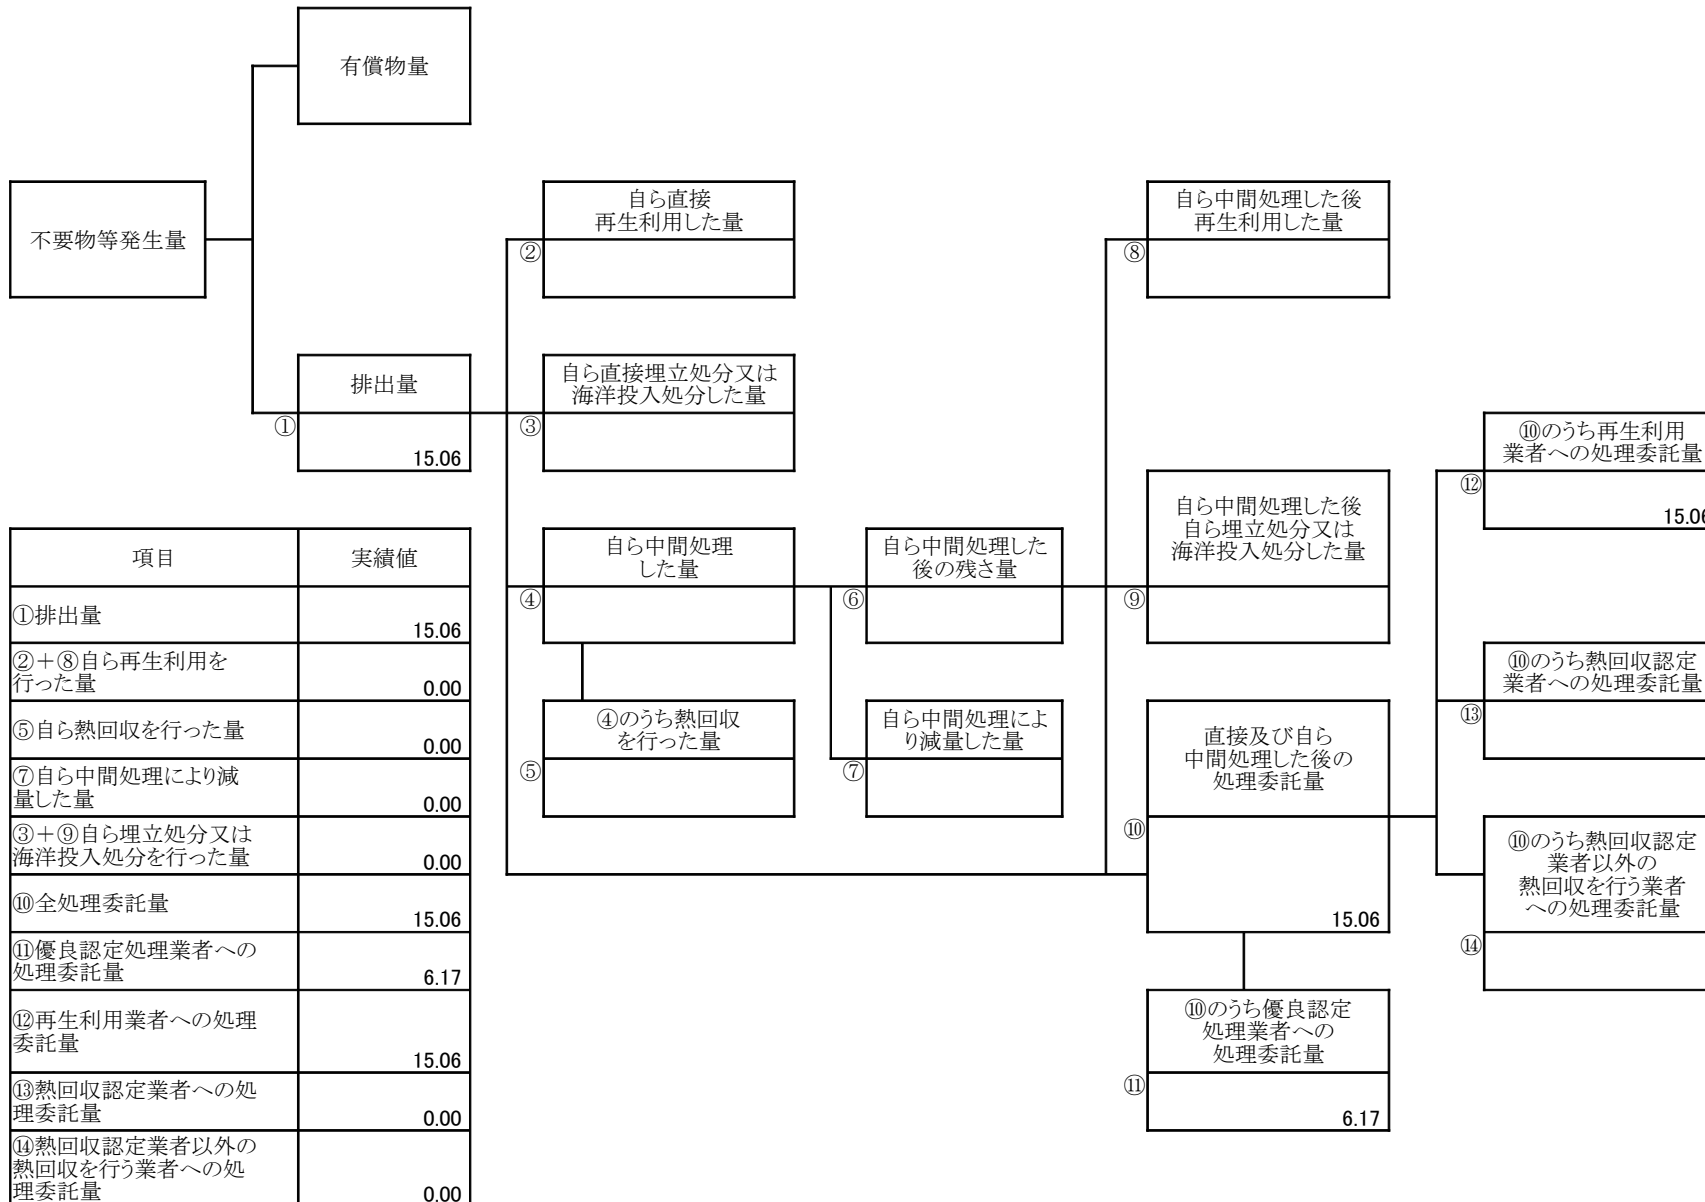 有償物量
不要物等発生量
自ら直接
再生利用した量
②
自ら中間処理した後
再生利用した量
⑧
排出量
①
15.06
自ら直接埋立処分又は
海洋投入処分した量
③
⑩のうち再生利用
業者への処理委託量
⑫
15.06
自ら中間処理
した量
④
自ら中間処理した
後の残さ量
⑥
自ら中間処理した後
自ら埋立処分又は
海洋投入処分した量
⑨
④のうち熱回収
を行った量
⑤
自ら中間処理によ
り減量した量
⑦
直接及び自ら
中間処理した後の
処理委託量
⑩
15.06
⑩のうち熱回収認定
業者への処理委託量
⑬
⑩のうち熱回収認定
業者以外の
熱回収を行う業者
への処理委託量
⑭
⑩のうち優良認定
処理業者への
処理委託量
⑪
6.17
項目
実績値
①排出量
15.06
②+⑧自ら再生利用を
行った量
0.00
⑤自ら熱回収を行った量
0.00
⑦自ら中間処理により減
量した量
0.00
③+⑨自ら埋立処分又は
海洋投入処分を行った量
0.00
⑩全処理委託量
15.06
⑪優良認定処理業者への
処理委託量
6.17
⑫再生利用業者への処理
委託量
15.06
⑬熱回収認定業者への処
理委託量
0.00
⑭熱回収認定業者以外の
熱回収を行う業者への処
理委託量
0.00